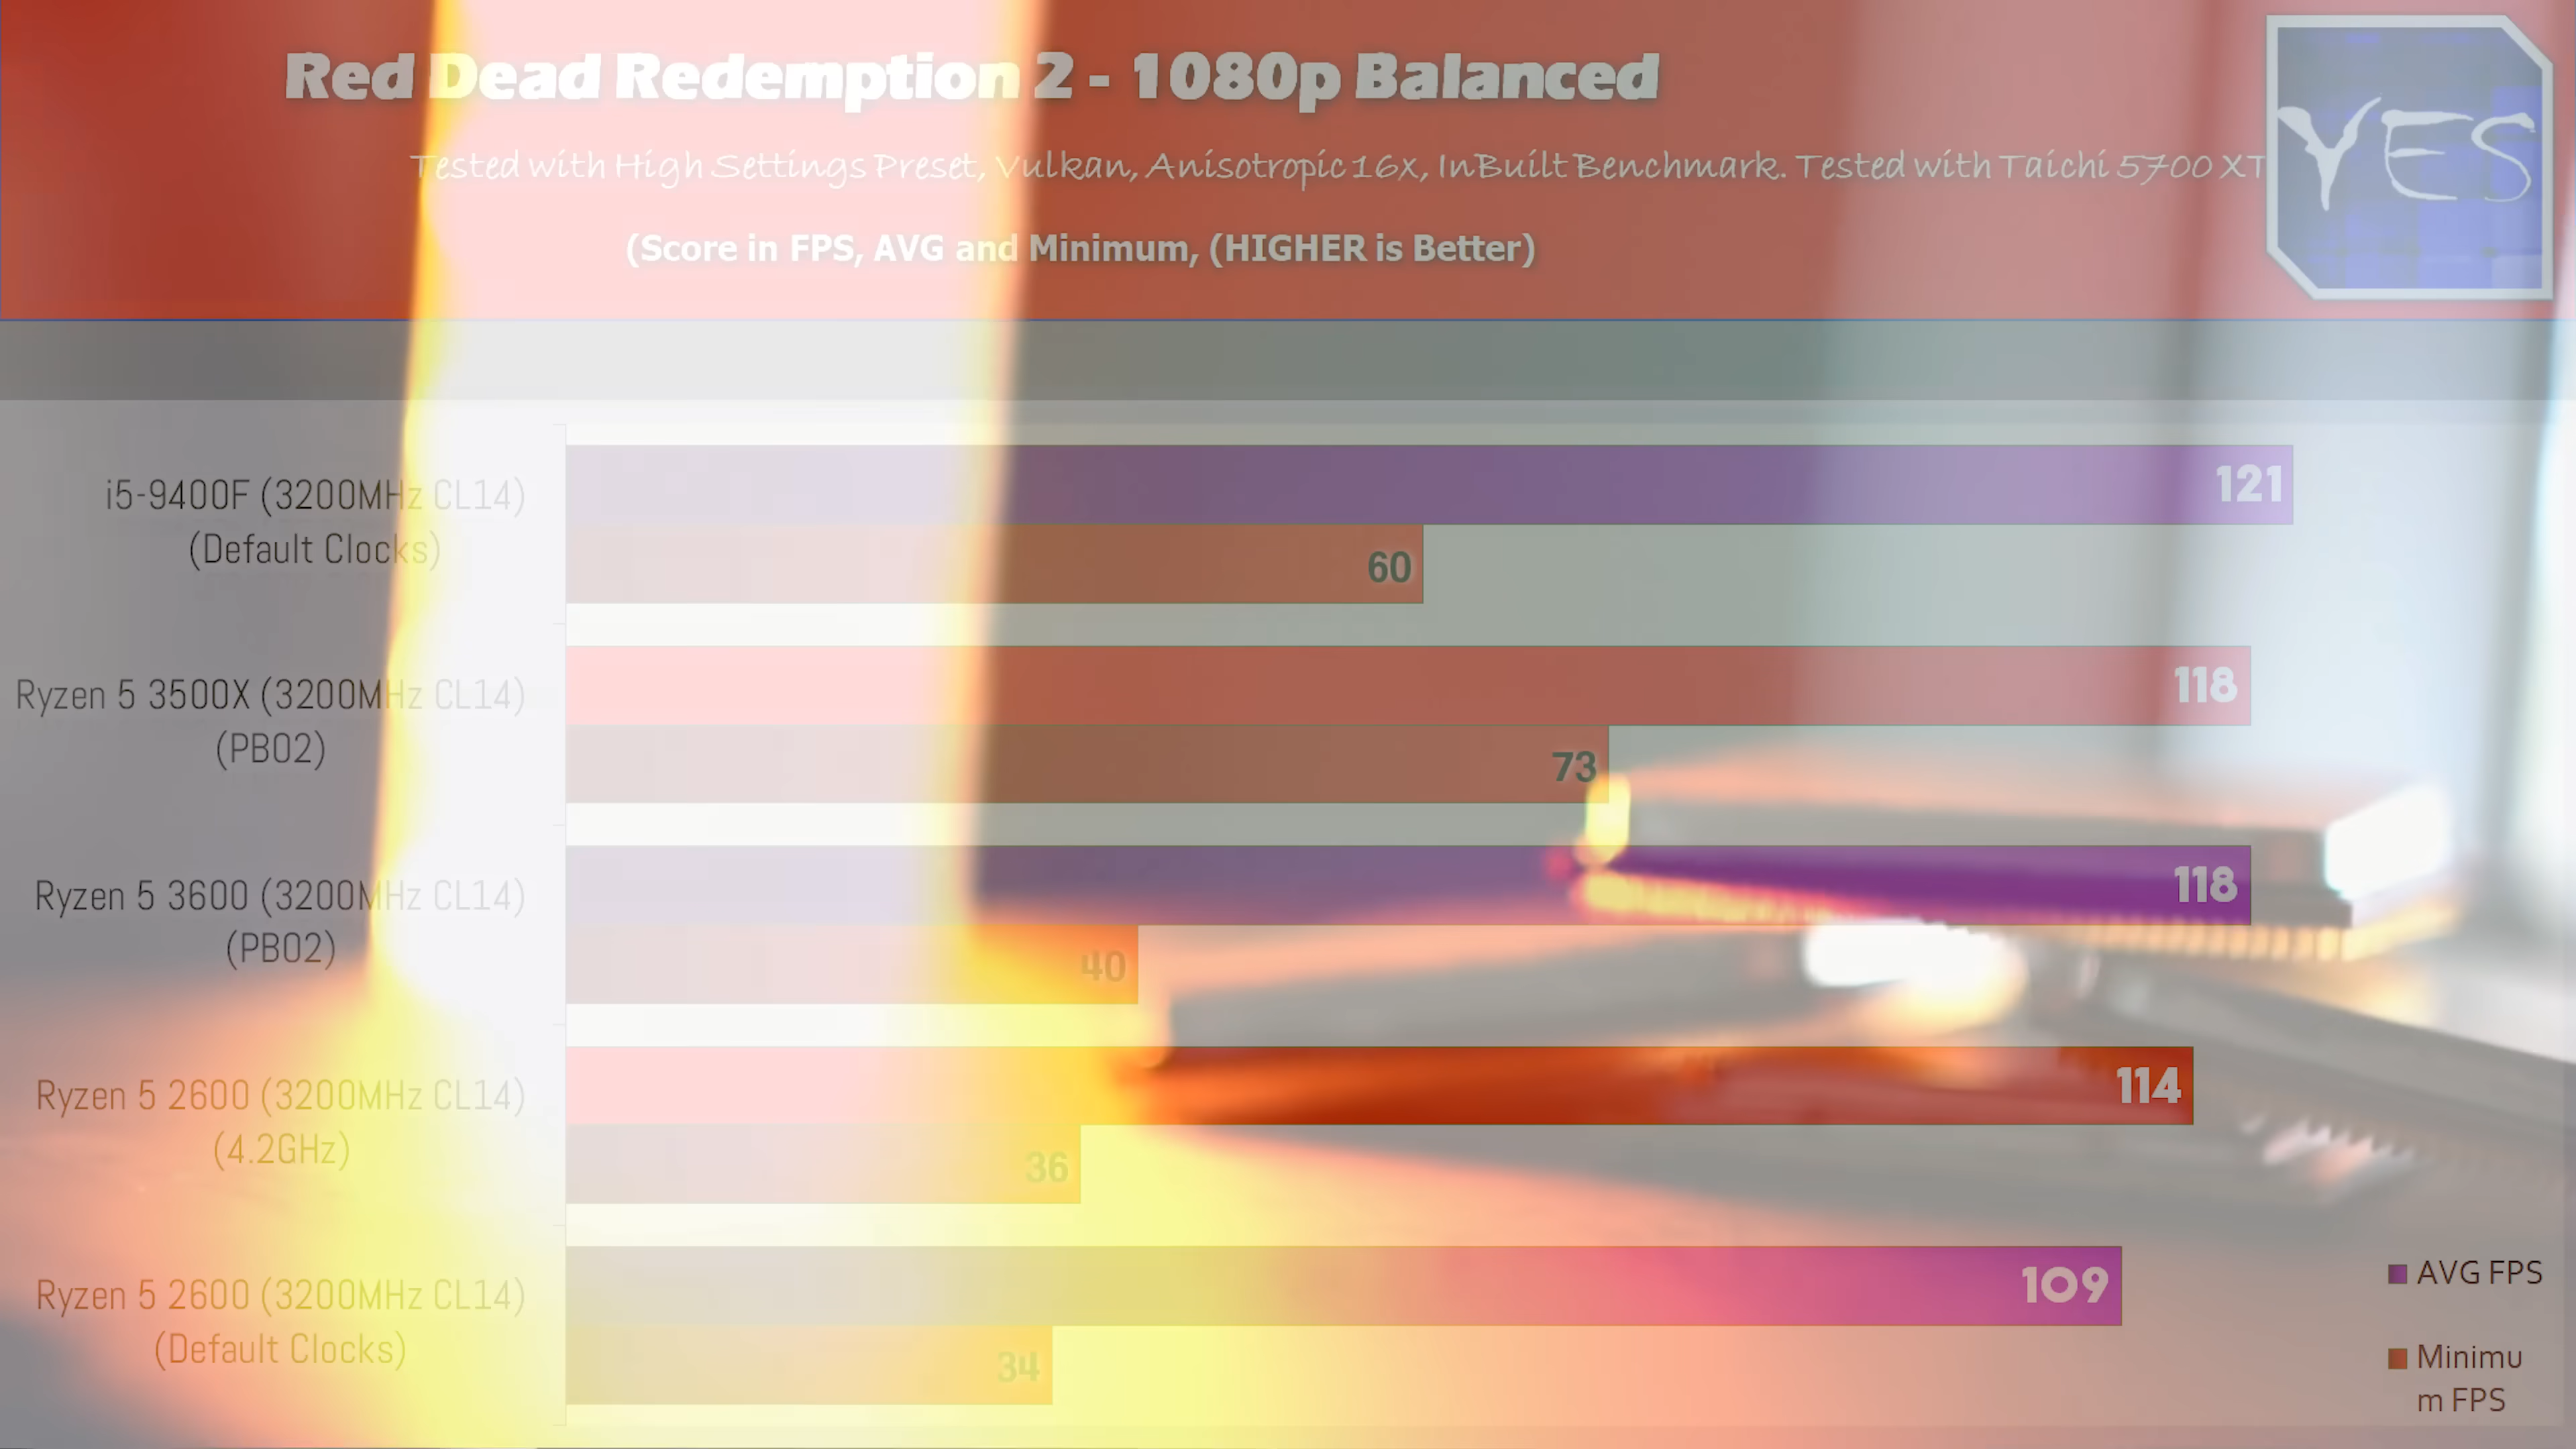 Red Dead Redemption 2 - 1080p Balanced
Tested with High Settings Preset, Vulkan, Anisotropic 16x, InBuilt Benchmark. Tested with Taichi 5700 XT
(Score in FPS, AVG and Minimum, (HIGHER is Better)
YES
i5-9400F (3200MHz CL14)
(Default Clocks)
121
60
Ryzen 5 3500X (3200MHz CL14)
(PBO2)
118
73
Ryzen 5 3600 (3200MHz CL14)
(PBO2)
118
40
Ryzen 5 2600 (3200MHz CL14)
(4.2GHz)
114
36
Ryzen 5 2600 (3200MHz CL14)
(Default Clocks)
109
34
AVG FPS
Minimu
m FPS